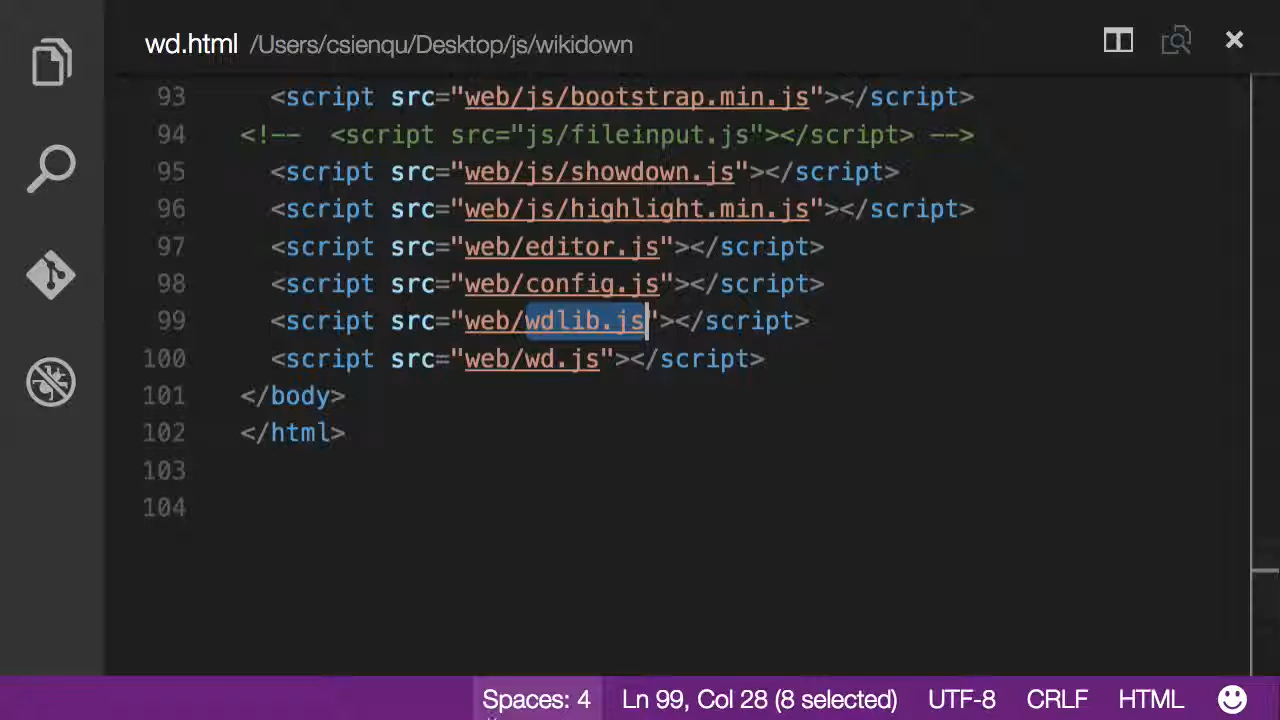 wd.html /Users/csienqu/Desktop/js/wikidown
93 <script src="web/js/bootstrap.min.js"></script>
94 <!-- <script src="js/fileinput.js"></script> -->
95 <script src="web/js/showdown.js"></script>
96 <script src="web/js/highlight.min.js"></script>
97 <script src="web/editor.js"></script>
98 <script src="web/config.js"></script>
99 <script src="web/wdlib.js"></script>
100 <script src="web/wd.js"></script>
101 </body>
102 </html>
103
104
Spaces: 4 Ln 99, Col 28 (8 selected) UTF-8 CRLF HTML